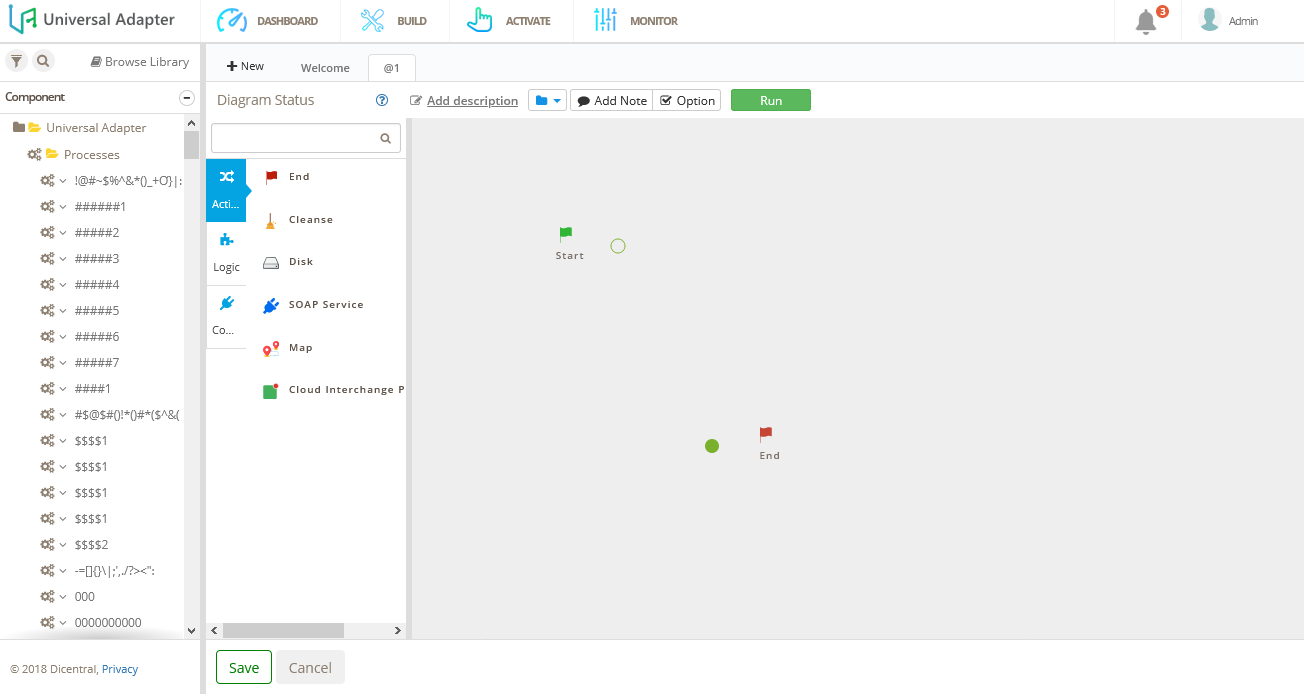 Universal Adapter
DASHBOARD
BUILD
ACTIVATE
MONITOR
3
Admin
Browse Library
New
Welcome
@1
Component
Diagram Status
Add description
Add Note
Option
Run
Universal Adapter
Processes
!@#~$%^&*()_+O}|:
######1
#####2
#####3
#####4
#####5
#####6
#####7
####1
#$@$#()!*()#*($^&(
$$$$1
$$$$1
$$$$1
$$$$1
$$$$2
-=[]{}\|;',./?><":
000
0000000000
Acti...
Logic
Co...
End
Cleanse
Disk
SOAP Service
Map
Cloud Interchange P
Start
End
© 2018 Dicentral, Privacy
Save
Cancel